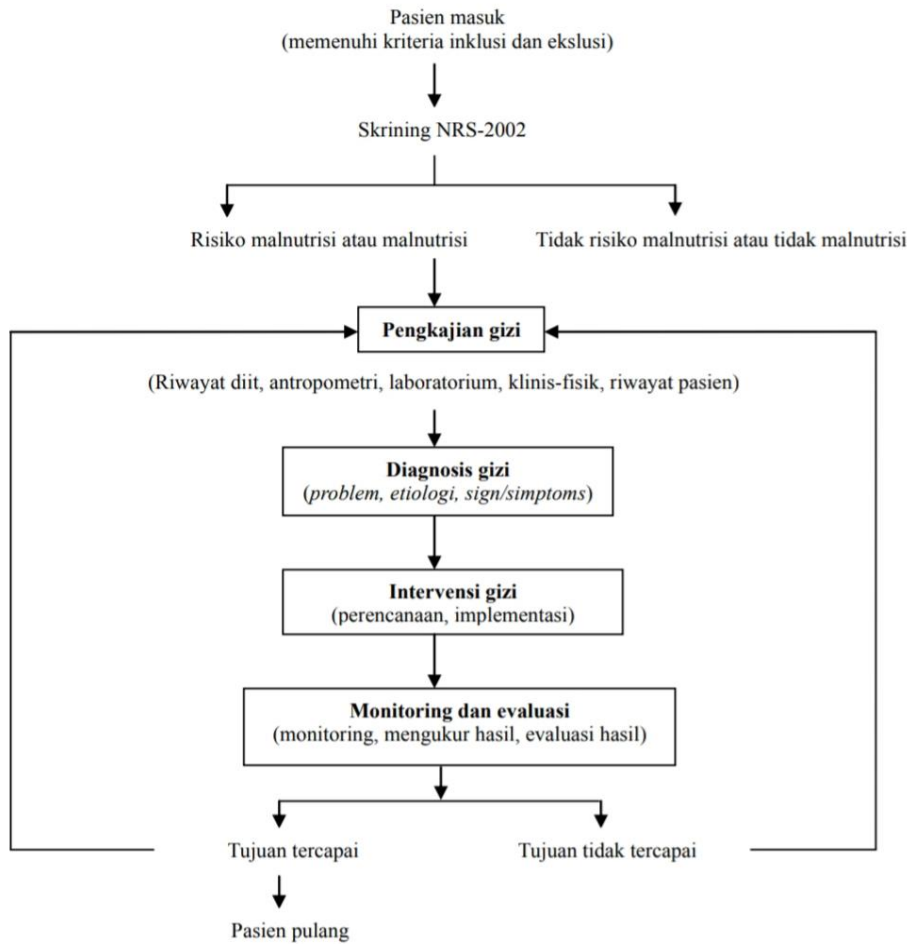 Pasien masuk
(memenuhi kriteria inklusi dan ekslusi)
Skrining NRS-2002
Risiko malnutrisi atau malnutrisi
Tidak risiko malnutrisi atau tidak malnutrisi
Pengkajian gizi
(Riwayat diit, antropometri, laboratorium, klinis-fisik, riwayat pasien)
Diagnosis gizi
(problem, etiologi, sign/simptoms)
Intervensi gizi
(perencanaan, implementasi)
Monitoring dan evaluasi
(monitoring, mengukur hasil, evaluasi hasil)
Tujuan tercapai
Tujuan tidak tercapai
Pasien pulang